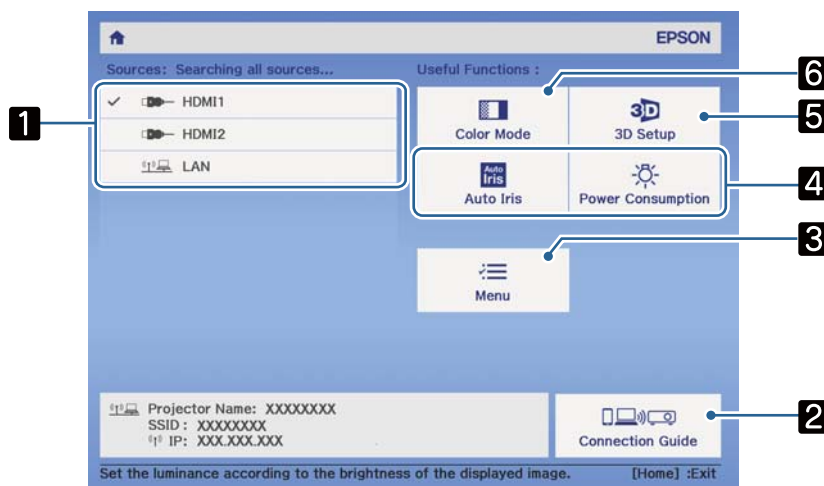 EPSON
Sources: Searching all sources...
Useful Functions :
6
HDMI1
3D
5
1
Color Mode
3D Setup
HDMI2
LAN
Auto
Iris
4
Auto Iris
Power Consumption
3
Menu
Projector Name: XXXXXXXX
SSID : XXXXXXXX
IP: XXX.XXX.XXX
2
Connection Guide
Set the luminance according to the brightness of the displayed image.
[Home] :Exit